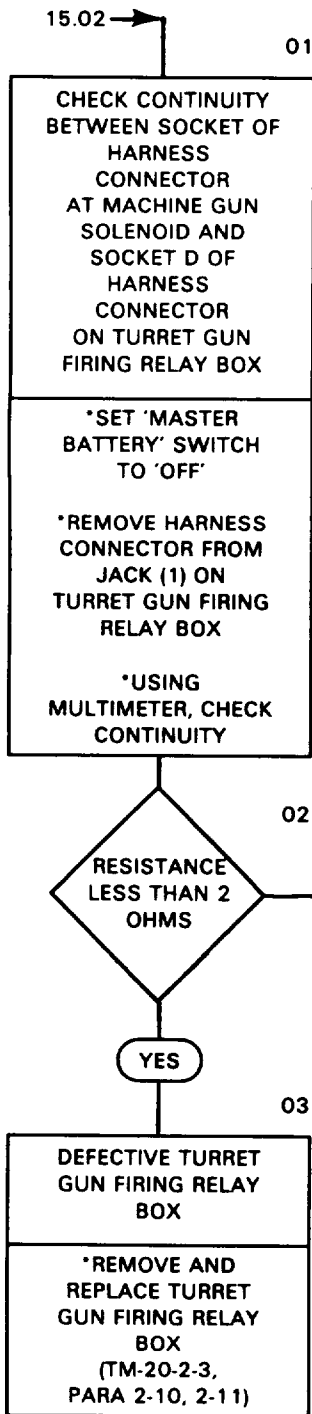 15.02
01
CHECK CONTINUITY
BETWEEN SOCKET OF
HARNESS
CONNECTOR
AT MACHINE GUN
SOLENOID AND
SOCKET D OF
HARNESS
CONNECTOR
ON TURRET GUN
FIRING RELAY BOX
*SET 'MASTER
BATTERY' SWITCH
TO 'OFF'
*REMOVE HARNESS
CONNECTOR FROM
JACK (1) ON
TURRET GUN FIRING
RELAY BOX
*USING
MULTIMETER, CHECK
CONTINUITY
02
RESISTANCE
LESS THAN 2
OHMS
YES
03
DEFECTIVE TURRET
GUN FIRING RELAY
BOX
*REMOVE AND
REPLACE TURRET
GUN FIRING RELAY
BOX
(TM-20-2-3,
PARA 2-10, 2-11)